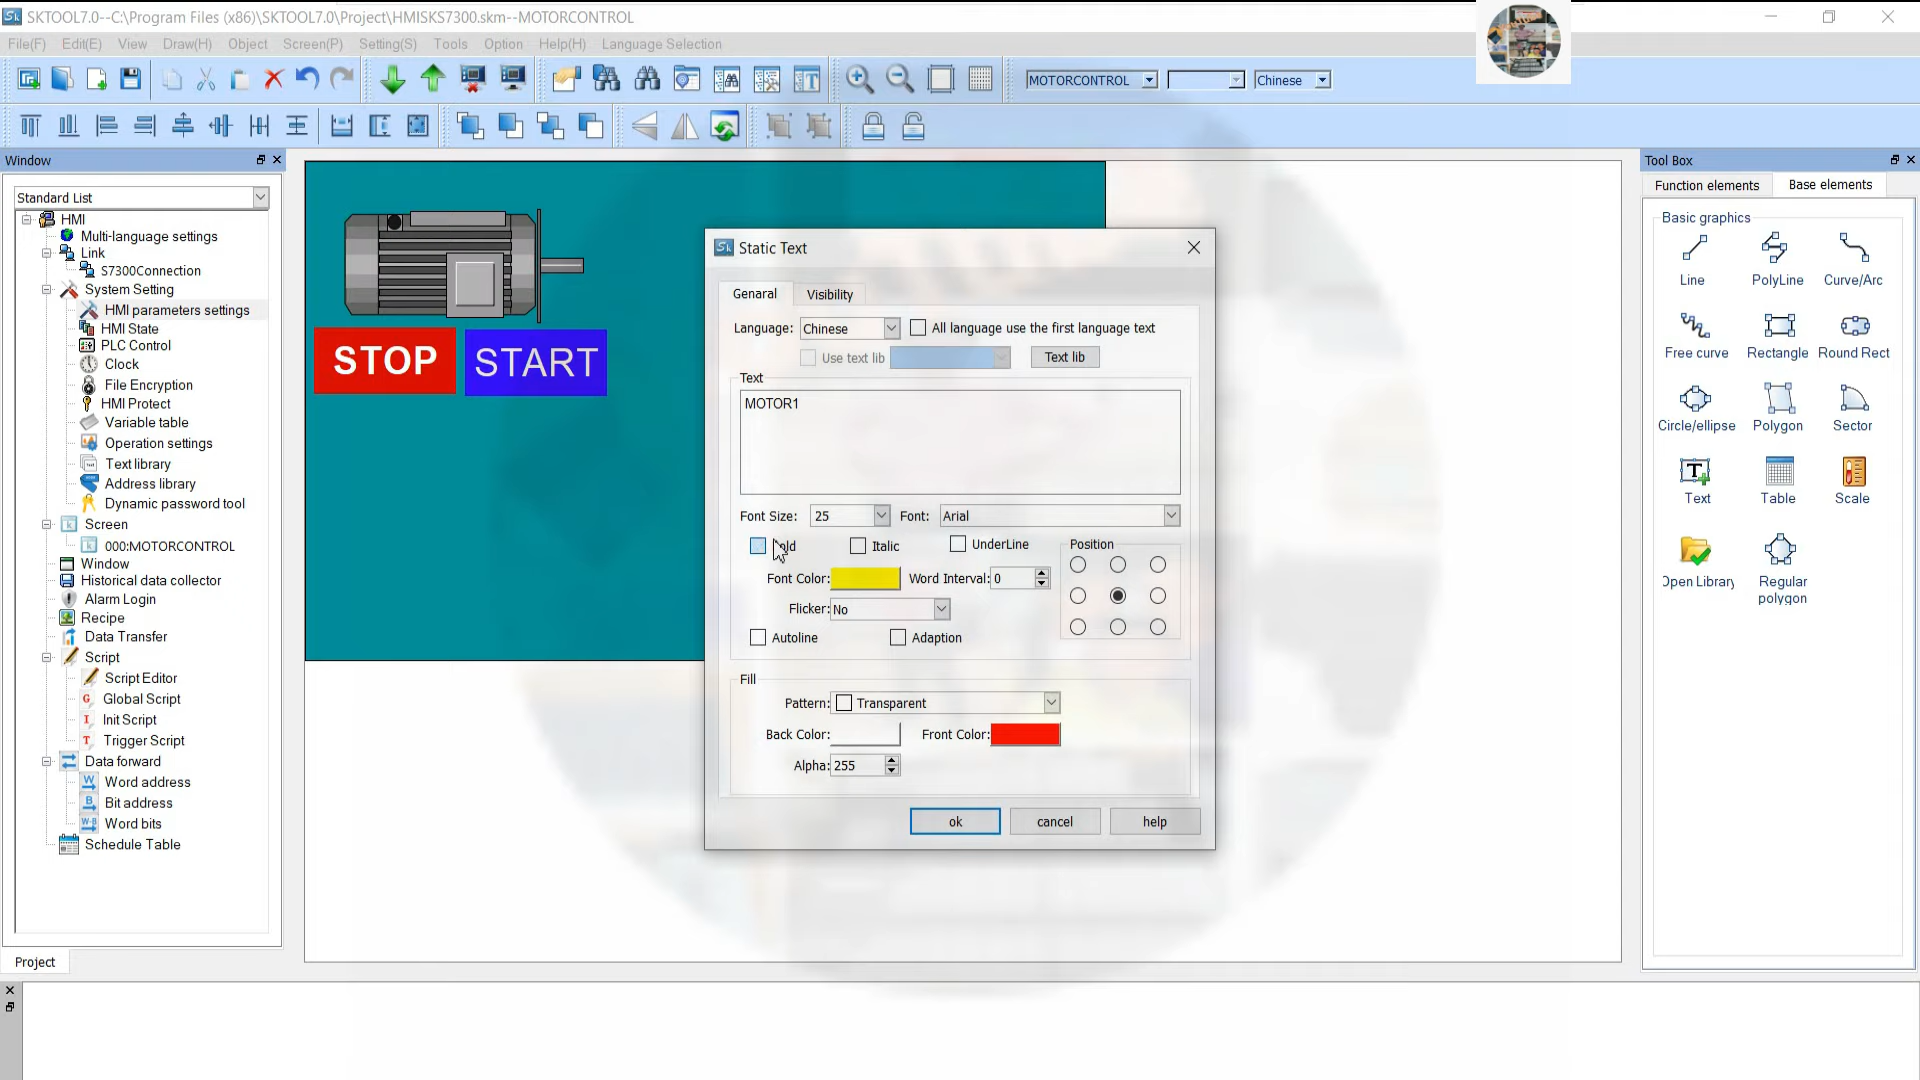 SKTOOL7.0--C:\Program Files (x86)\SKTOOL7.0\Project\HMISKS7300.skm--MOTORCONTROL
File(F) Edit(E) View Draw(H) Object Screen(P) Setting(S) Tools Option Help(H) Language Selection
MOTORCONTROL Chinese
Window
Standard List
HMI
Multi-language settings
Link
S7300Connection
System Setting
HMI parameters settings
HMI State
PLC Control
Clock
File Encryption
HMI Protect
Variable table
Operation settings
Text library
Address library
Dynamic password tool
Screen
000:MOTORCONTROL
Window
Historical data collector
Alarm Login
Recipe
Data Transfer
Script
Script Editor
Global Script
Init Script
Trigger Script
Data forward
Word address
Bit address
Word bits
Schedule Table
Project
STOP START
Static Text
General Visibility
Language: Chinese All language use the first language text
Use text lib Text lib
Text
MOTOR1
Font Size: 25 Font: Arial
Italic UnderLine Position
Font Color: Word Interval: 0
Flicker: No
Autoline Adaption
Fill
Pattern: Transparent
Back Color: Front Color:
Alpha: 255
ok cancel help
Tool Box
Function elements Base elements
Basic graphics
Line PolyLine Curve/Arc
Free curve Rectangle Round Rect
Circle/ellipse Polygon Sector
Text Table Scale
Open Library Regular polygon